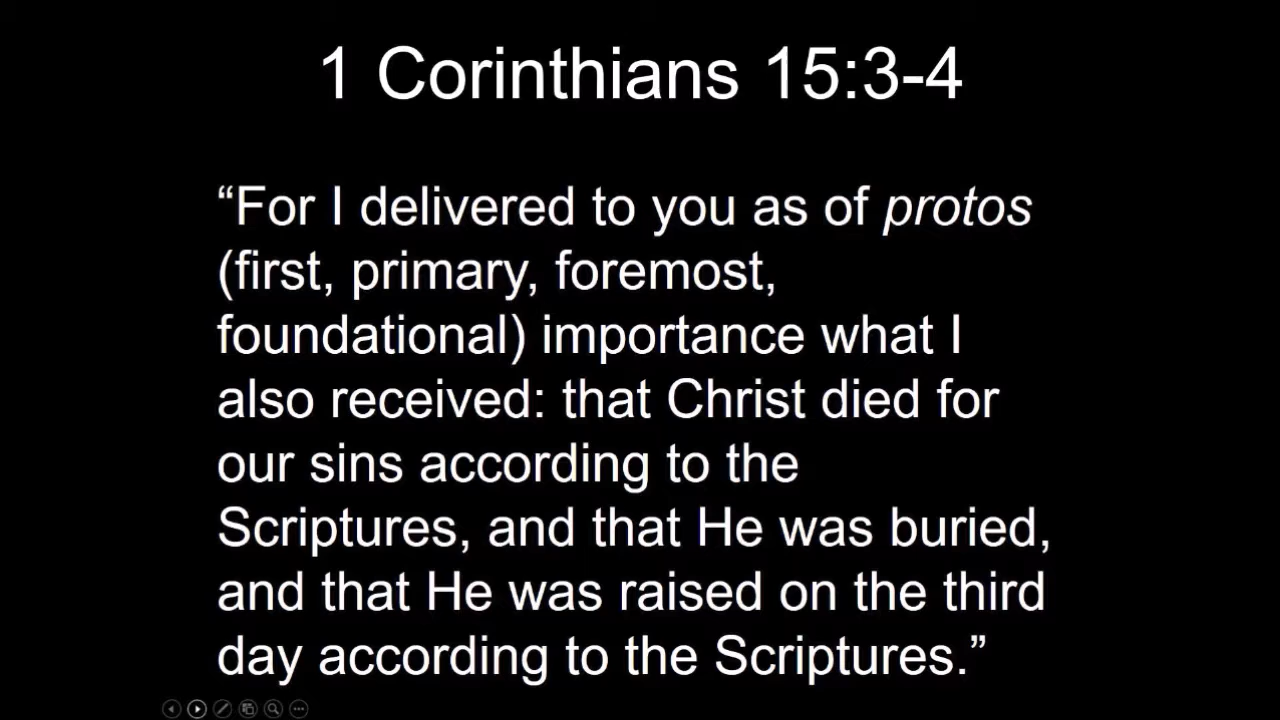 1 Corinthians 15:3-4
“For I delivered to you as of protos
(first, primary, foremost,
foundational) importance what I
also received: that Christ died for
our sins according to the
Scriptures, and that He was buried,
and that He was raised on the third
day according to the Scriptures.”